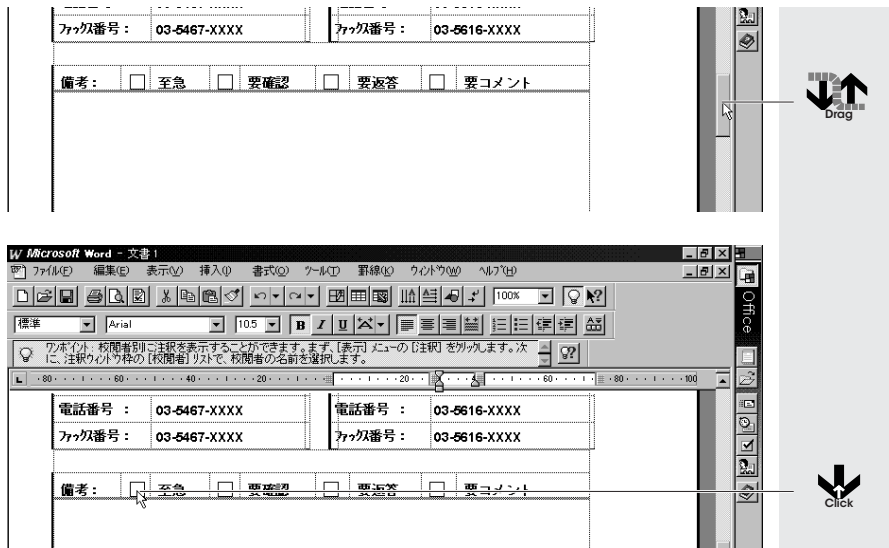 ファックス番号： 03-5467-XXXX ファックス番号： 03-5616-XXXX
備考： 至急 要確認 要返答 要コメント
Drag
W Microsoft Word - 文書1
ファイル(F) 編集(E) 表示(V) 挿入(I) 書式(O) ツール(T) 罫線(K) ウィンドウ(W) ヘルプ(H)
100%
標準 Arial 10.5 B I U A
Office
ワンポイント: 校閲者別に注釈を表示することができます。まず、[表示] メニューの [注釈] をクリックします。次
に、注釈ウィンドウ枠の [校閲者] リストで、校閲者の名前を選択します。
80 60 40 20 20 60 80 100
電話番号 ： 03-5467-XXXX 電話番号 ： 03-5616-XXXX
ファックス番号： 03-5467-XXXX ファックス番号： 03-5616-XXXX
備考： 至急 要確認 要返答 要コメント
Click